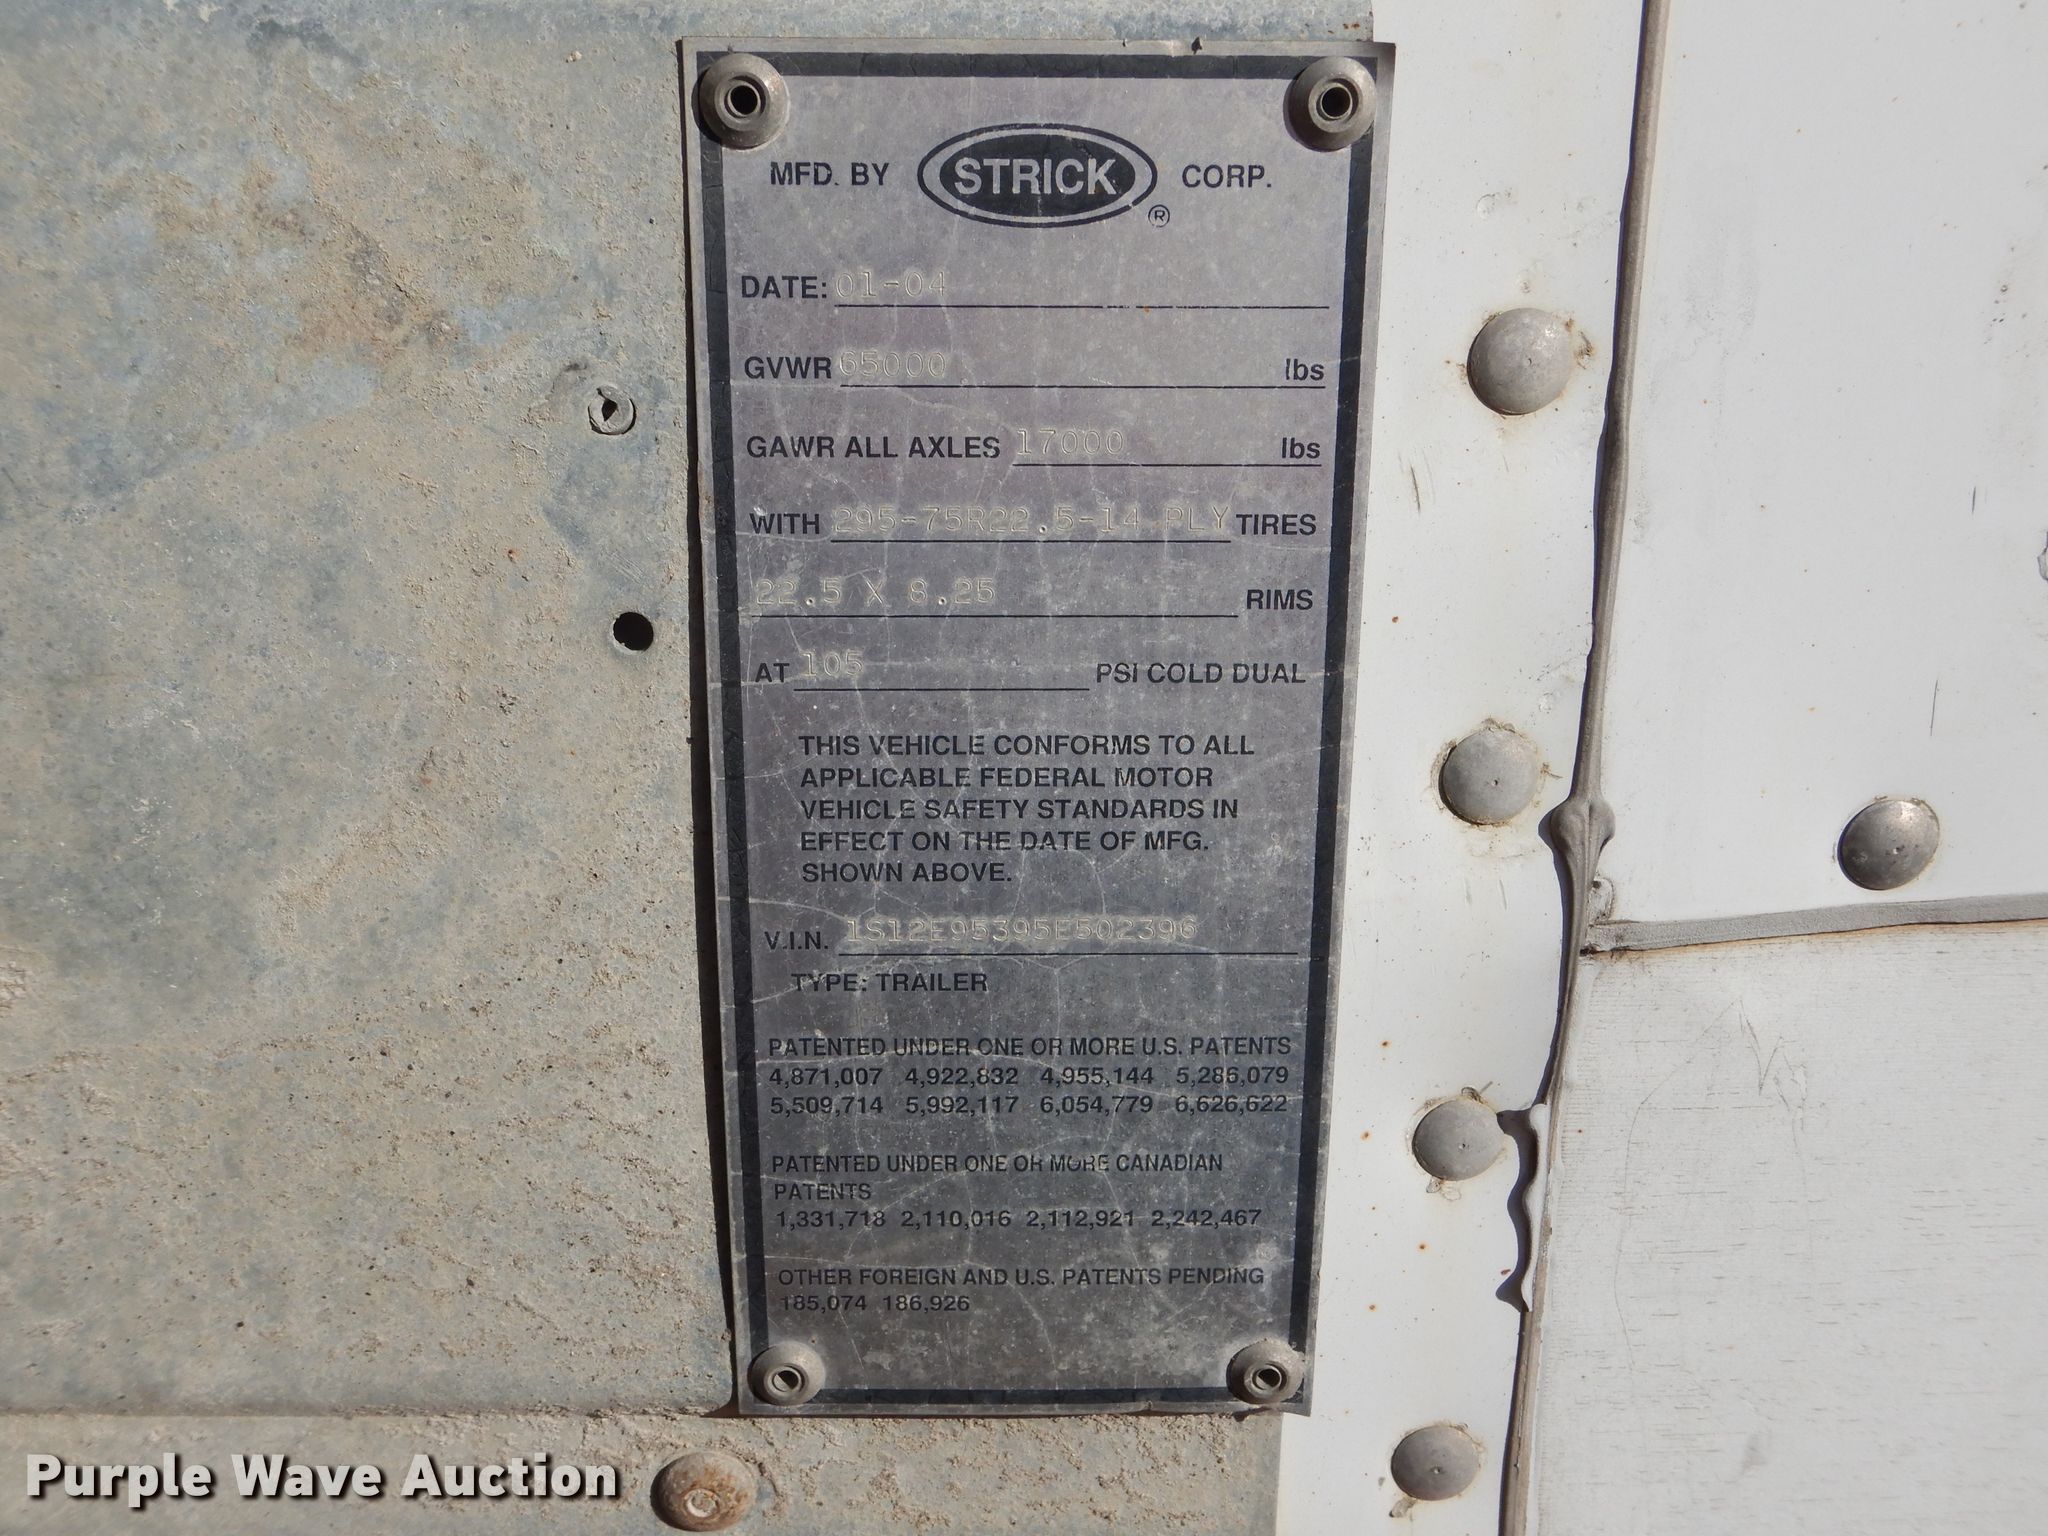 MFD. BY STRICK ® CORP.
DATE: 01-04
GVWR 65000 lbs
GAWR ALL AXLES 17000 lbs
WITH 295-75R22.5-14 PLY TIRES
22.5 X 8.25 RIMS
AT 105 PSI COLD DUAL
THIS VEHICLE CONFORMS TO ALL
APPLICABLE FEDERAL MOTOR
VEHICLE SAFETY STANDARDS IN
EFFECT ON THE DATE OF MFG.
SHOWN ABOVE.
V.I.N. 1S12E95395E502396
TYPE: TRAILER
PATENTED UNDER ONE OR MORE U.S. PATENTS
4,871,007 4,922,832 4,955,144 5,286,079
5,509,714 5,992,117 6,054,779 6,626,622
PATENTED UNDER ONE OR MORE CANADIAN
PATENTS
1,331,718 2,110,016 2,112,921 2,242,467
OTHER FOREIGN AND U.S. PATENTS PENDING
185,074 186,926
Purple Wave Auction